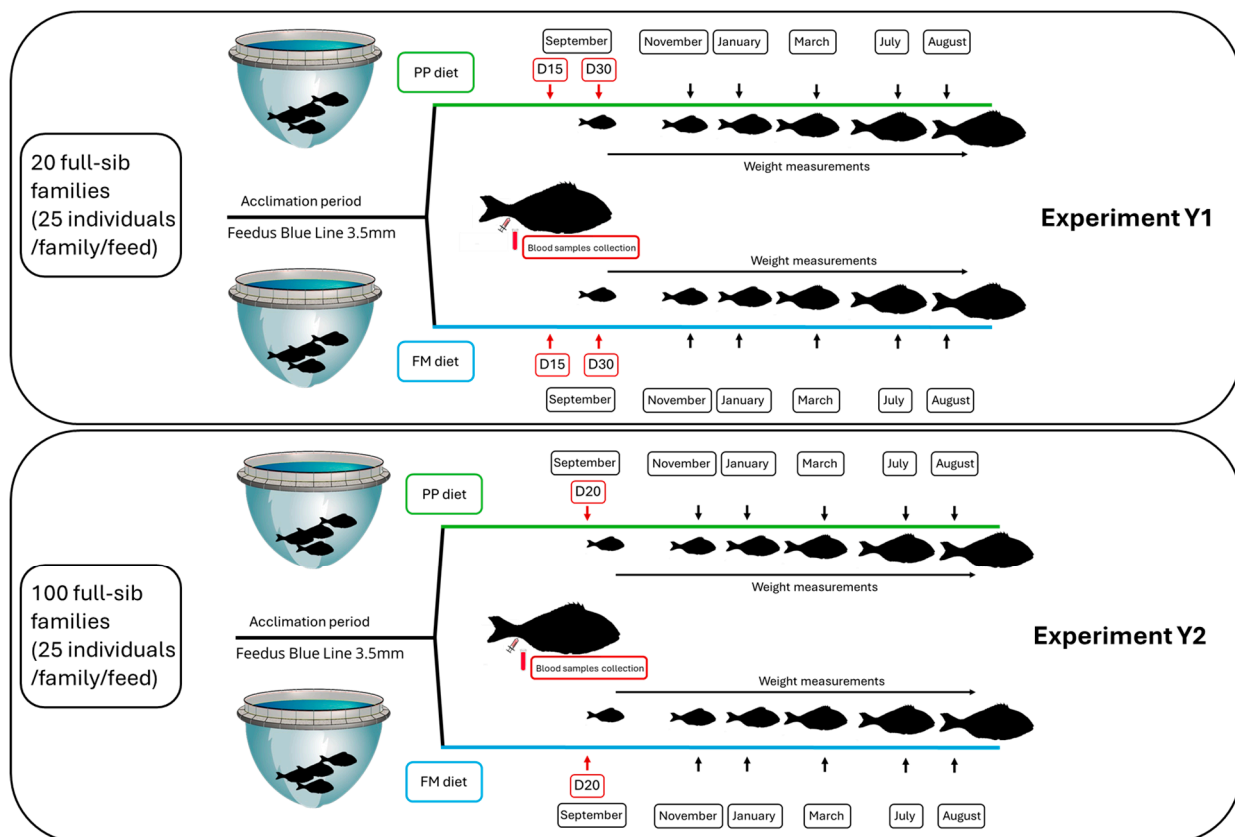 September
November
January
March
July
August
PP diet
D15
D30
20 full-sib
families
(25 individuals
/family/feed)
Weight measurements
Acclimation period
Feedus Blue Line 3.5mm
Blood samples collection
Experiment Y1
Weight measurements
FM diet
D15
D30
September
November
January
March
July
August
September
November
January
March
July
August
PP diet
D20
100 full-sib
families
(25 individuals
/family/feed)
Weight measurements
Acclimation period
Feedus Blue Line 3.5mm
Blood samples collection
Experiment Y2
Weight measurements
FM diet
D20
September
November
January
March
July
August